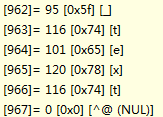 [962]= 95 [0x5f] [_]
[963]= 116 [0x74] [t]
[964]= 101 [0x65] [e]
[965]= 120 [0x78] [x]
[966]= 116 [0x74] [t]
[967]= 0 [0x0] [^@ (NUL)]